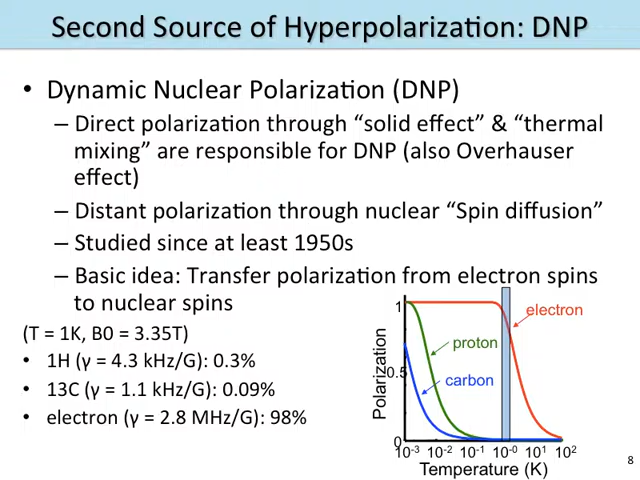 Second Source of Hyperpolarization: DNP
• Dynamic Nuclear Polarization (DNP)
– Direct polarization through “solid effect” & “thermal
mixing” are responsible for DNP (also Overhauser
effect)
– Distant polarization through nuclear “Spin diffusion”
– Studied since at least 1950s
– Basic idea: Transfer polarization from electron spins
to nuclear spins
(T = 1K, B0 = 3.35T)
• 1H (γ = 4.3 kHz/G): 0.3%
• 13C (γ = 1.1 kHz/G): 0.09%
• electron (γ = 2.8 MHz/G): 98%
Polarization
1
0.5
0
electron
proton
carbon
10⁻³ 10⁻² 10⁻¹ 10⁻⁰ 10¹ 10²
Temperature (K)
8